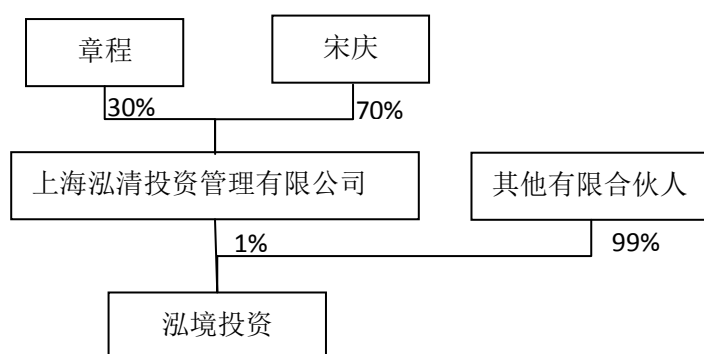 章程
宋庆
30%
70%
上海泓清投资管理有限公司
其他有限合伙人
1%
99%
泓境投资